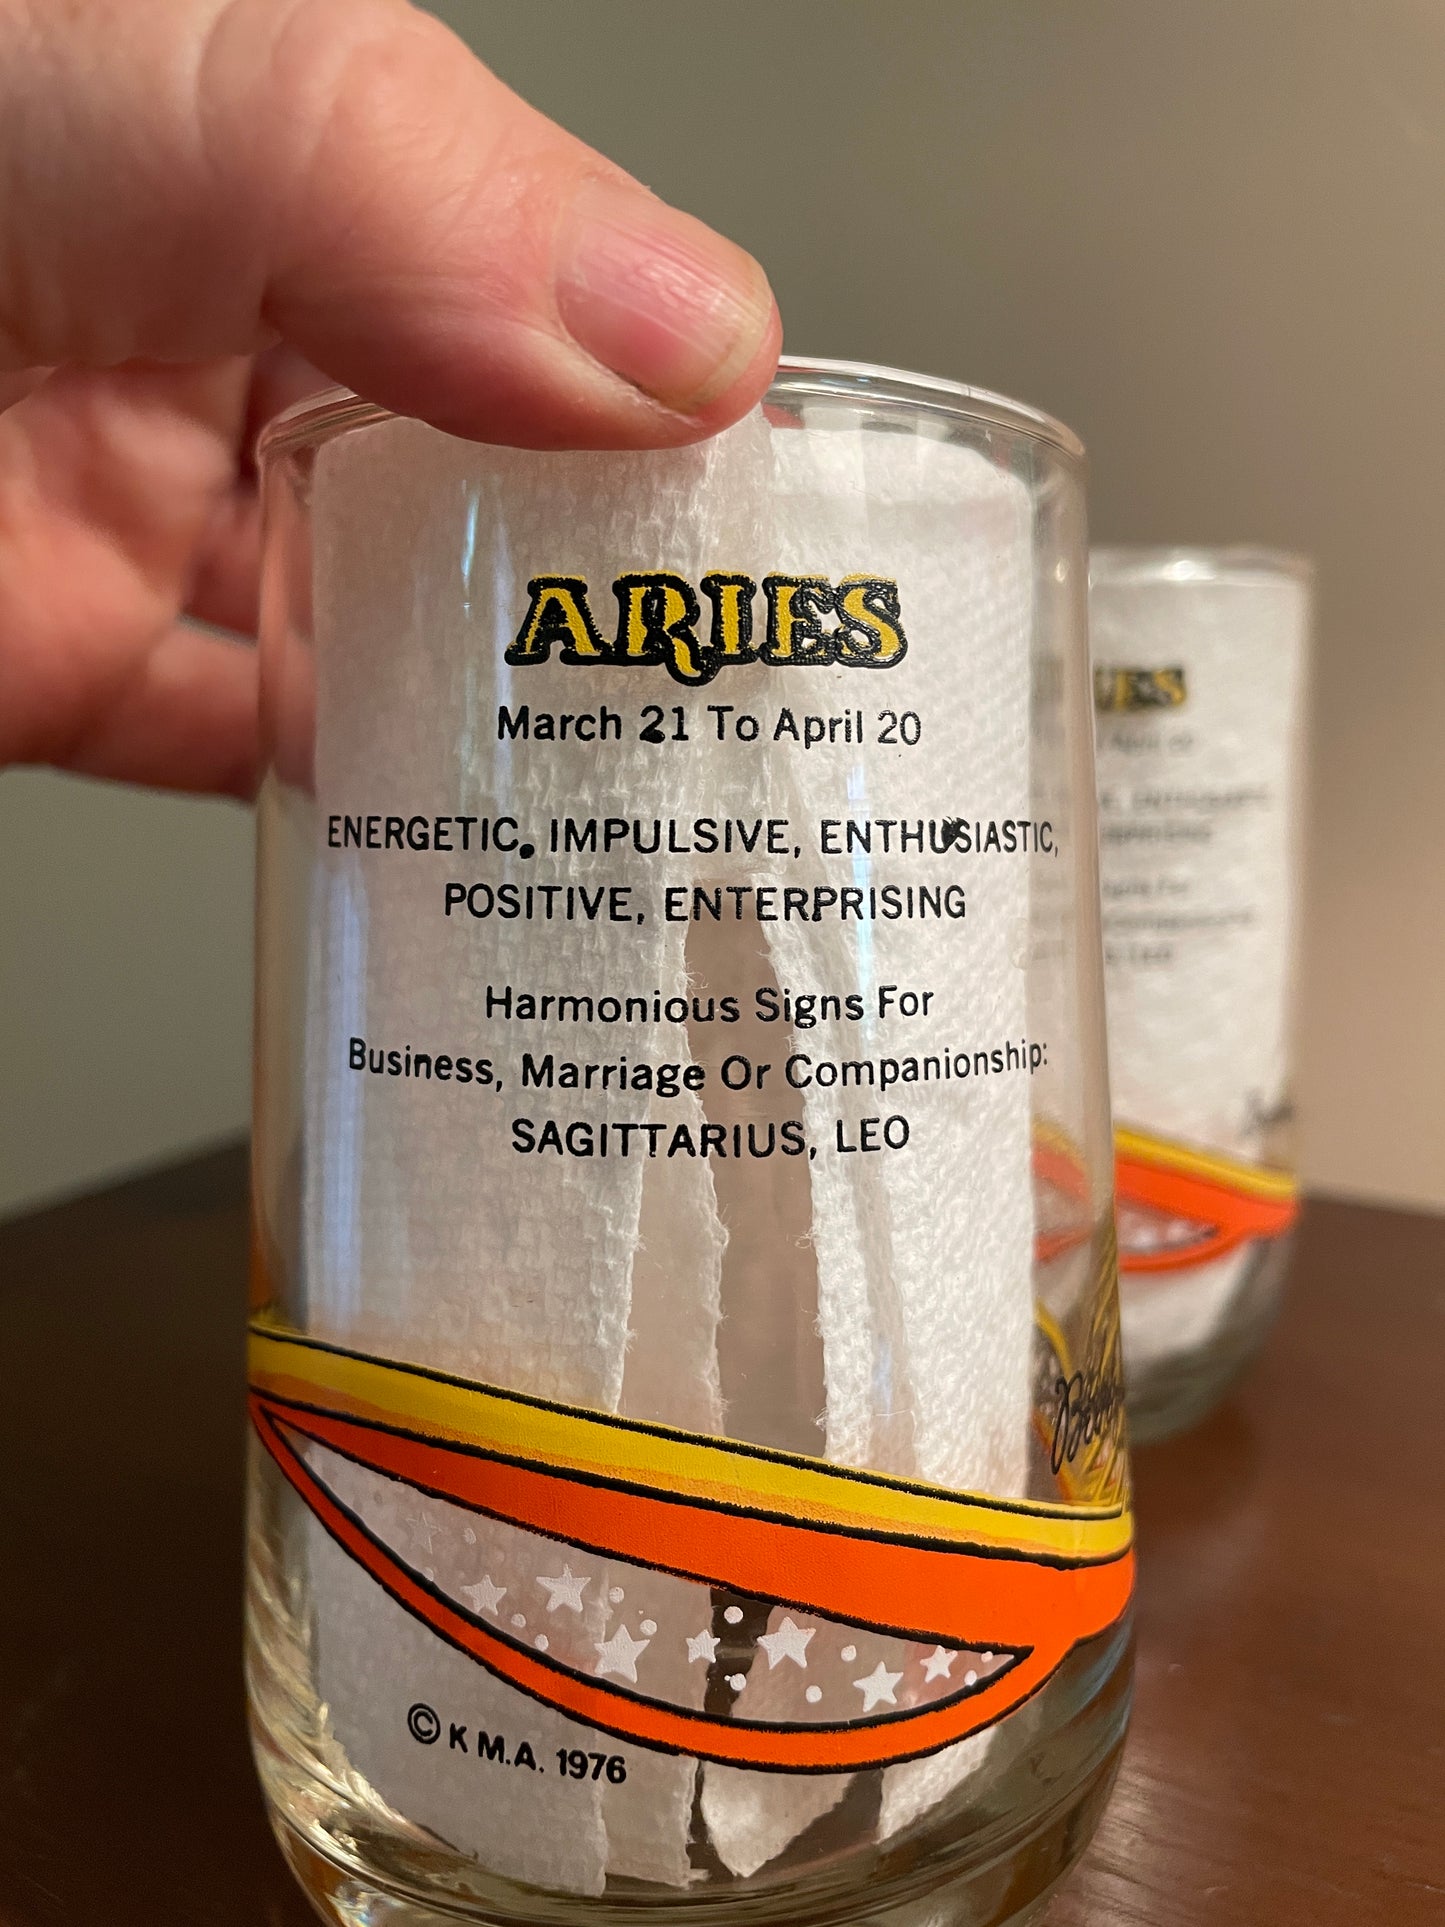 ARIES
March 21 To April 20
ENERGETIC, IMPULSIVE, ENTHUSIASTIC,
POSITIVE, ENTERPRISING
Harmonious Signs For
Business, Marriage Or Companionship:
SAGITTARIUS, LEO
© K M.A. 1976